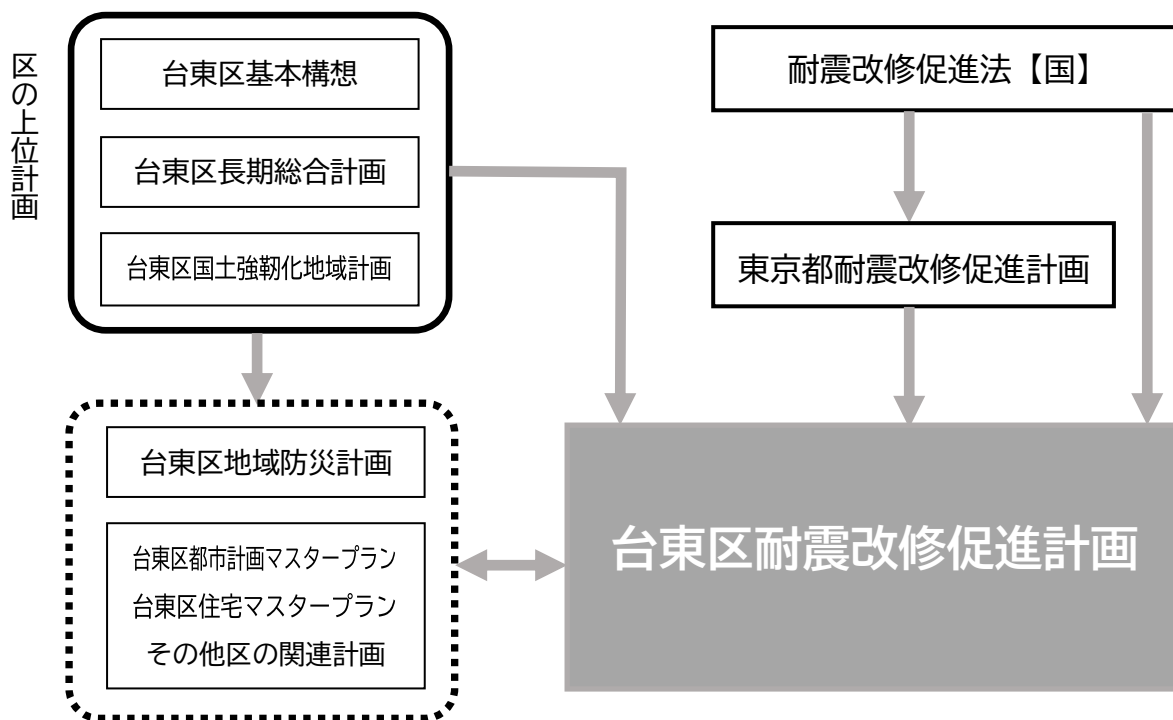 区の上位計画
台東区基本構想
台東区長期総合計画
台東区国土強靭化地域計画
耐震改修促進法【国】
東京都耐震改修促進計画
台東区地域防災計画
台東区都市計画マスタープラン
台東区住宅マスタープラン
その他区の関連計画
台東区耐震改修促進計画